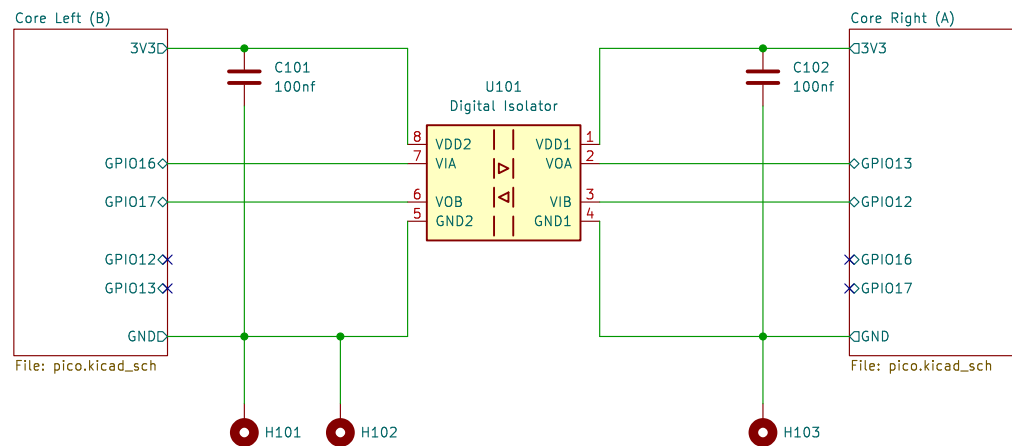 Core Left (B)
3V3
GPIO16
GPIO17
GPIO12
GPIO13
GND
File: pico.kicad_sch
C101
100nf
U101
Digital Isolator
8
VDD2
7
VIA
6
VOB
5
GND2
VDD1
1
VOA
2
VIB
3
GND1
4
C102
100nf
Core Right (A)
3V3
GPIO13
GPIO12
GPIO16
GPIO17
GND
File: pico.kicad_sch
H101
H102
H103